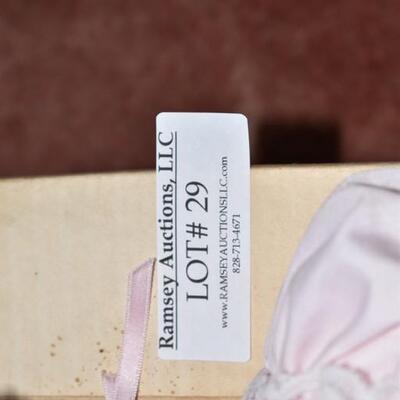 Ramsey Auctions, LLC
LOT# 29
www.RAMSEYAUCTIONSLLC.com
828-713-4671